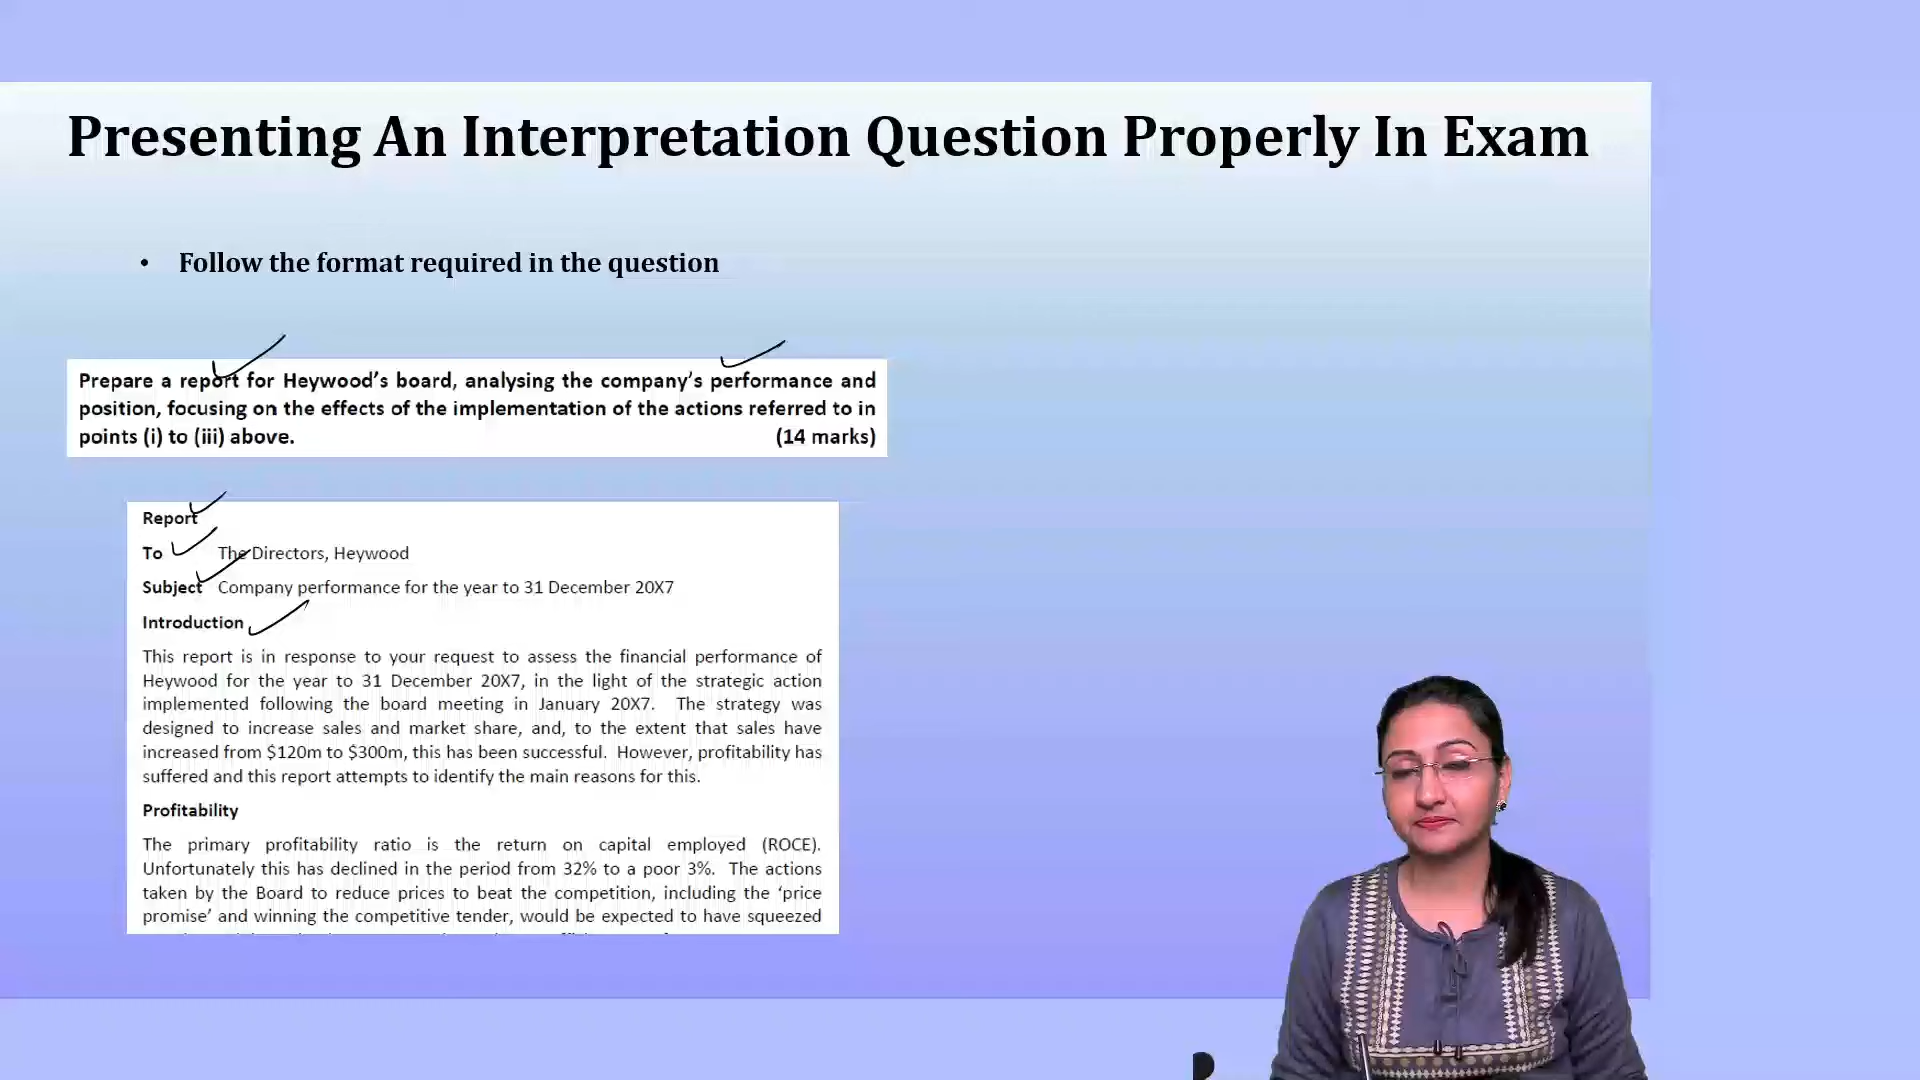 Presenting An Interpretation Question Properly In Exam
• Follow the format required in the question
Prepare a report for Heywood's board, analysing the company's performance and
position, focusing on the effects of the implementation of the actions referred to in
points (i) to (iii) above. (14 marks)
Report
To The Directors, Heywood
Subject Company performance for the year to 31 December 20X7
Introduction
This report is in response to your request to assess the financial performance of
Heywood for the year to 31 December 20X7, in the light of the strategic action
implemented following the board meeting in January 20X7. The strategy was
designed to increase sales and market share, and, to the extent that sales have
increased from $120m to $300m, this has been successful. However, profitability has
suffered and this report attempts to identify the main reasons for this.
Profitability
The primary profitability ratio is the return on capital employed (ROCE).
Unfortunately this has declined in the period from 32% to a poor 3%. The actions
taken by the Board to reduce prices to beat the competition, including the 'price
promise' and winning the competitive tender, would be expected to have squeezed